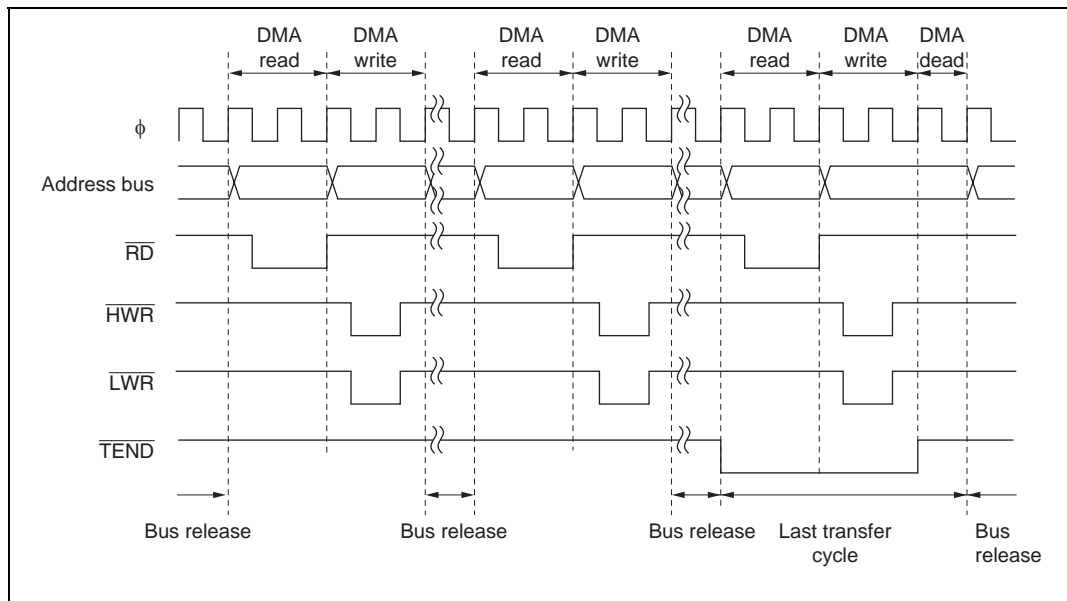 DMA read
DMA write
DMA read
DMA write
DMA read
DMA write
DMA dead
ϕ
Address bus
RD
HWR
LWR
TEND
Bus release
Bus release
Bus release
Last transfer cycle
Bus release